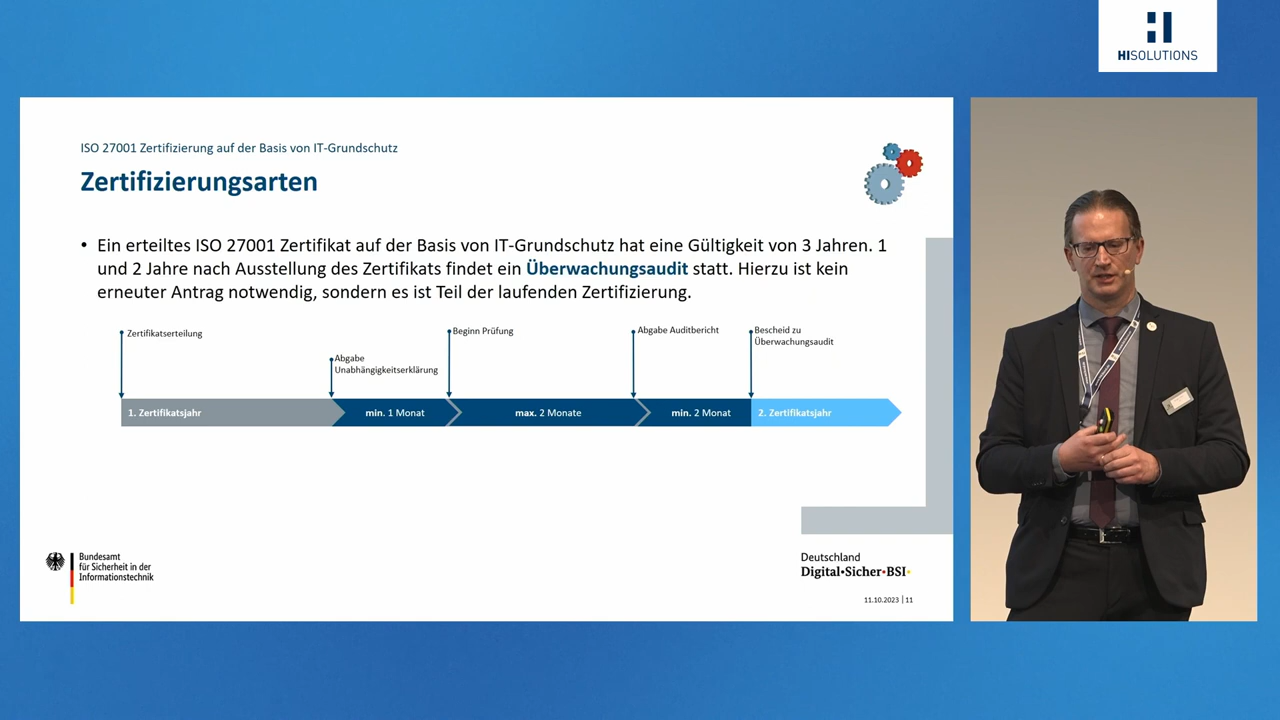 HISOLUTIONS
ISO 27001 Zertifizierung auf der Basis von IT-Grundschutz
Zertifizierungsarten
• Ein erteiltes ISO 27001 Zertifikat auf der Basis von IT-Grundschutz hat eine Gültigkeit von 3 Jahren. 1
und 2 Jahre nach Ausstellung des Zertifikats findet ein Überwachungsaudit statt. Hierzu ist kein
erneuter Antrag notwendig, sondern es ist Teil der laufenden Zertifizierung.
Zertifikatserteilung
Abgabe
Unabhängigkeitserklärung
Beginn Prüfung
Abgabe Auditbericht
Bescheid zu
Überwachungsaudit
1. Zertifikatsjahr
min. 1 Monat
max. 2 Monate
min. 2 Monat
2. Zertifikatsjahr
Bundesamt
für Sicherheit in der
Informationstechnik
Deutschland
Digital•Sicher•BSI•
11.10.2023 | 11